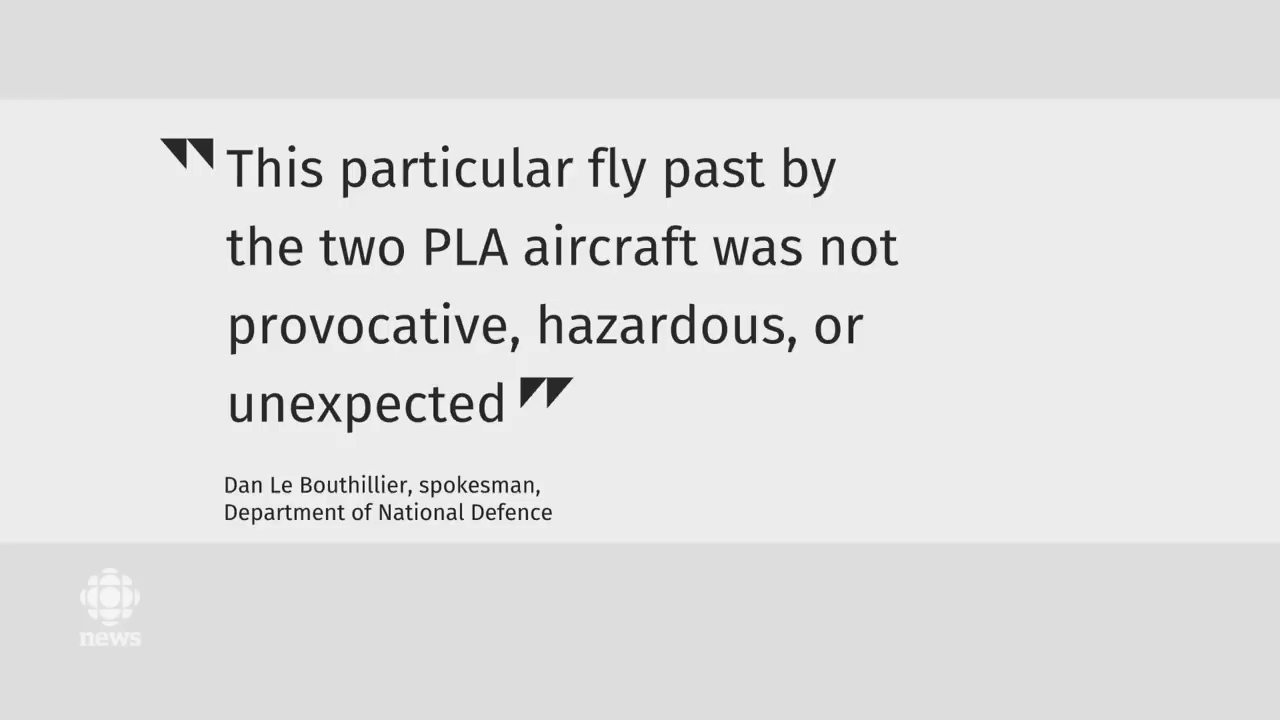 This particular fly past by
the two PLA aircraft was not
provocative, hazardous, or
unexpected
Dan Le Bouthillier, spokesman,
Department of National Defence
news